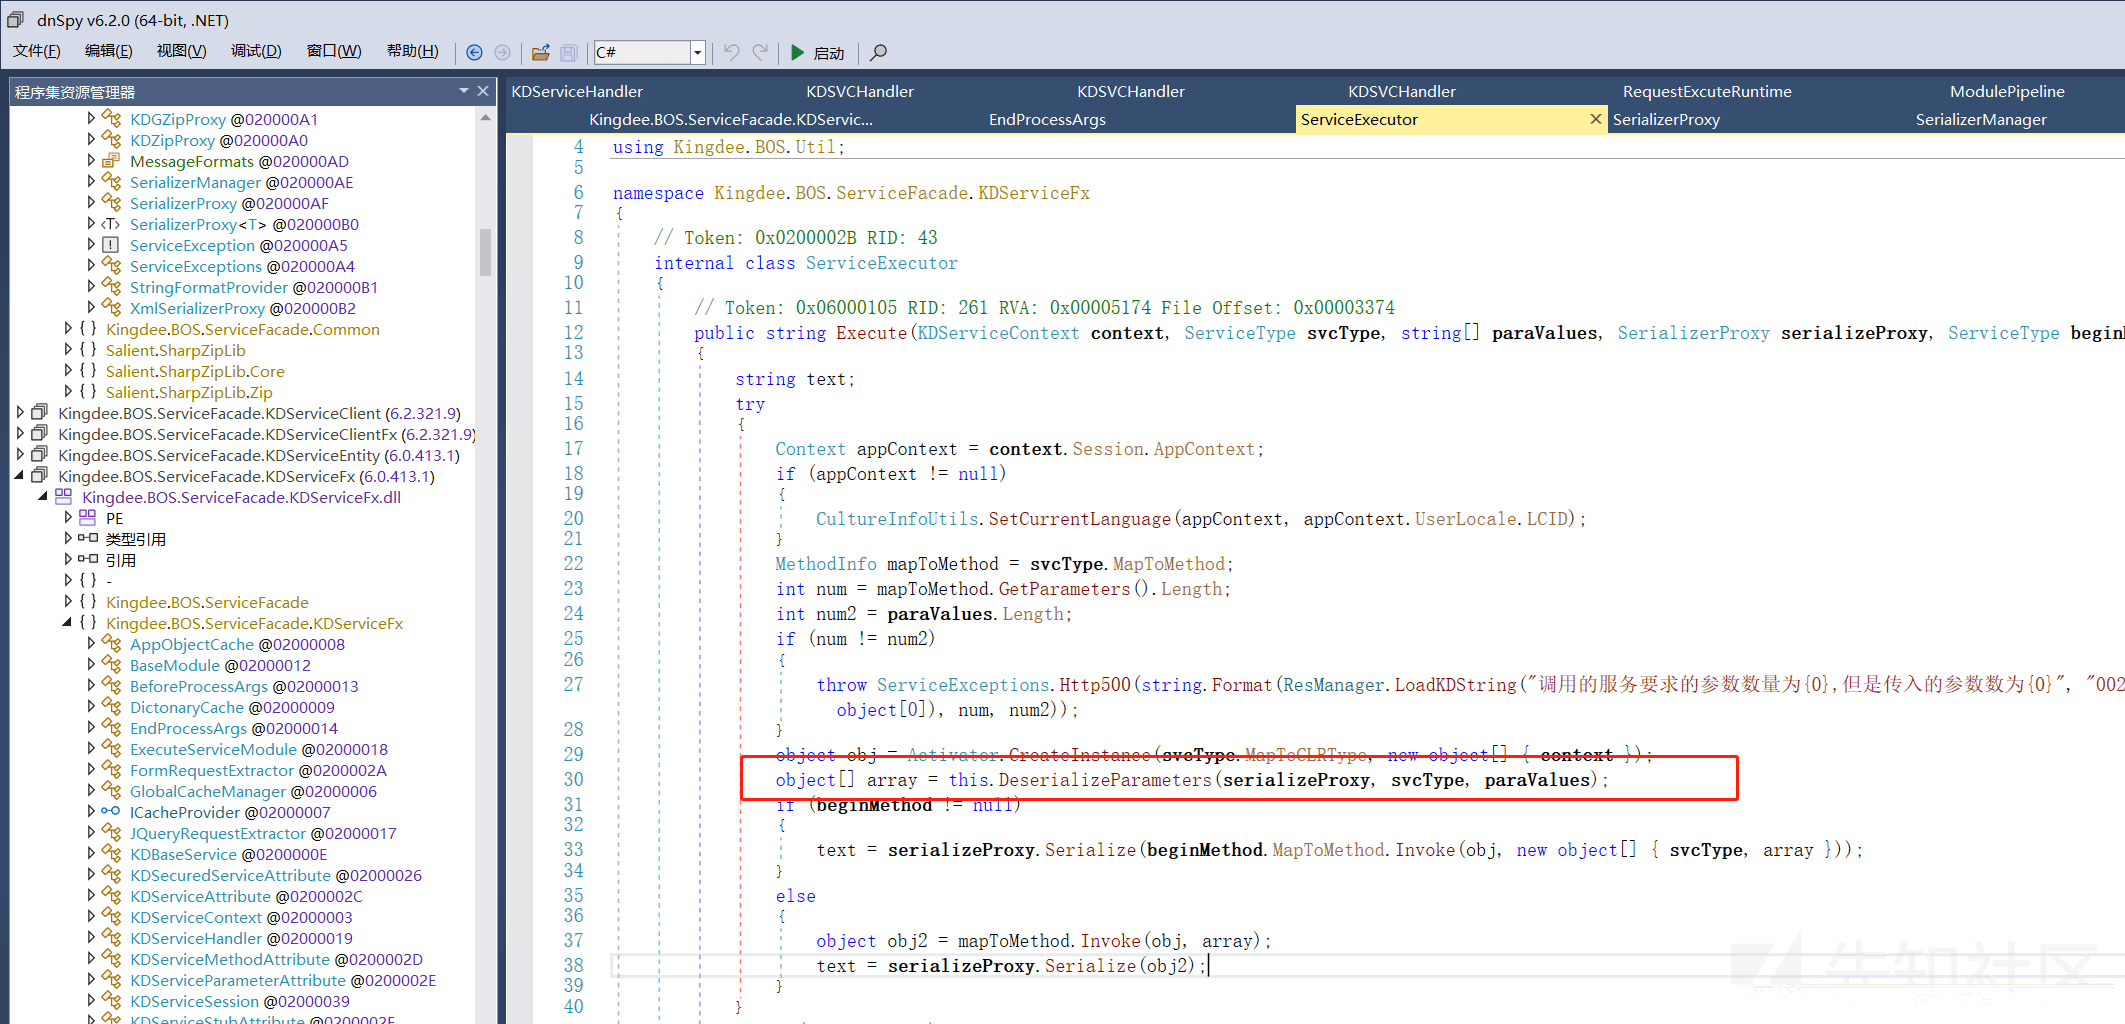 dnSpy v6.2.0 (64-bit, .NET)
文件(F) 编辑(E) 视图(V) 调试(D) 窗口(W) 帮助(H) C# 启动
程序集资源管理器
KDGZipProxy @020000A1
KDZipProxy @020000A0
MessageFormats @020000AD
SerializerManager @020000AE
SerializerProxy @020000AF
SerializerProxy<T> @020000B0
ServiceException @020000A5
ServiceExceptions @020000A4
StringFormatProvider @020000B1
XmlSerializerProxy @020000B2
{ } Kingdee.BOS.ServiceFacade.Common
{ } Salient.SharpZipLib
{ } Salient.SharpZipLib.Core
{ } Salient.SharpZipLib.Zip
Kingdee.BOS.ServiceFacade.KDServiceClient (6.2.321.9)
Kingdee.BOS.ServiceFacade.KDServiceClientFx (6.2.321.9)
Kingdee.BOS.ServiceFacade.KDServiceEntity (6.0.413.1)
Kingdee.BOS.ServiceFacade.KDServiceFx (6.0.413.1)
Kingdee.BOS.ServiceFacade.KDServiceFx.dll
PE
类型引用
引用
{ } -
{ } Kingdee.BOS.ServiceFacade
{ } Kingdee.BOS.ServiceFacade.KDServiceFx
AppObjectCache @02000008
BaseModule @02000012
BeforeProcessArgs @02000013
DictonaryCache @02000009
EndProcessArgs @02000014
ExecuteServiceModule @02000018
FormRequestExtractor @0200002A
GlobalCacheManager @02000006
ICacheProvider @02000007
JQueryRequestExtractor @02000017
KDBaseService @0200000E
KDSecuredServiceAttribute @02000026
KDServiceAttribute @0200002C
KDServiceContext @02000003
KDServiceHandler @02000019
KDServiceMethodAttribute @0200002D
KDServiceParameterAttribute @0200002E
KDServiceSession @02000039
KDServiceStubAttribute @0200002F
KDServiceHandler KDSVCHandler KDSVCHandler KDSVCHandler RequestExcuteRuntime ModulePipeline
Kingdee.BOS.ServiceFacade.KDServic... EndProcessArgs ServiceExecutor SerializerProxy SerializerManager
4 using Kingdee.BOS.Util;
5
6 namespace Kingdee.BOS.ServiceFacade.KDServiceFx
7 {
8 // Token: 0x0200002B RID: 43
9 internal class ServiceExecutor
10 {
11 // Token: 0x06000105 RID: 261 RVA: 0x00005174 File Offset: 0x00003374
12 public string Execute(KDServiceContext context, ServiceType svcType, string[] paraValues, SerializerProxy serializeProxy, ServiceType begin
13 {
14 string text;
15 try
16 {
17 Context appContext = context.Session.AppContext;
18 if (appContext != null)
19 {
20 CultureInfoUtils.SetCurrentLanguage(appContext, appContext.UserLocale.LCID);
21 }
22 MethodInfo mapToMethod = svcType.MapToMethod;
23 int num = mapToMethod.GetParameters().Length;
24 int num2 = paraValues.Length;
25 if (num != num2)
26 {
27 throw ServiceExceptions.Http500(string.Format(ResManager.LoadKDString("调用的服务要求的参数数量为{0},但是传入的参数数为{0}", "002
object[0]), num, num2));
28 }
29 object obj = Activator.CreateInstance(svcType.MapToCLRType, new object[] { context });
30 object[] array = this.DeserializeParameters(serializeProxy, svcType, paraValues);
31 if (beginMethod != null)
32 {
33 text = serializeProxy.Serialize(beginMethod.MapToMethod.Invoke(obj, new object[] { svcType, array }));
34 }
35 else
36 {
37 object obj2 = mapToMethod.Invoke(obj, array);
38 text = serializeProxy.Serialize(obj2);
39 }
40 }